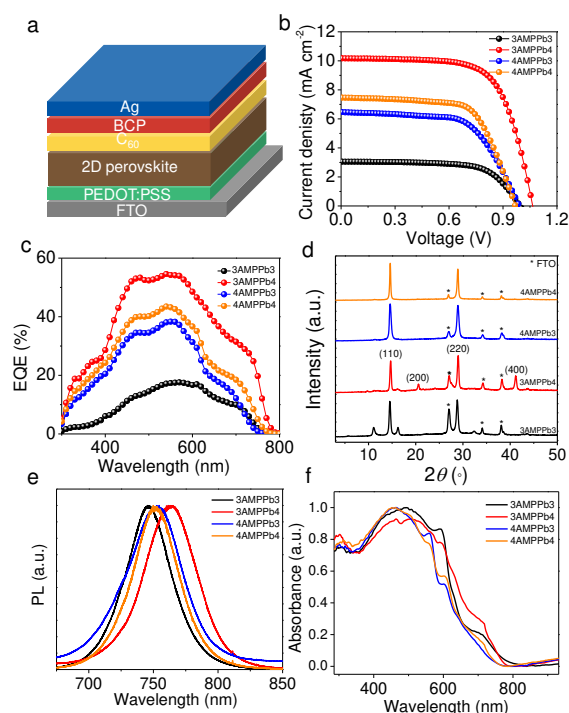 a
Ag
BCP
C60
2D perovskite
PEDOT:PSS
FTO
b
Current denisty (mA cm-2)
14
12
10
8
6
4
2
0
0.0 0.3 0.6 0.9 1.2
Voltage (V)
3AMPPb3
3AMPPb4
4AMPPb3
4AMPPb4
c
EQE (%)
60
40
20
0
300 400 500 600 700 800
Wavelength (nm)
3AMPPb3
3AMPPb4
4AMPPb3
4AMPPb4
d
Intensity (a.u.)
* FTO
4AMPPb4
* * * *
4AMPPb3
* * * *
(110) (200) (220) (400)
3AMPPb4
* * * *
3AMPPb3
* * * *
10 20 30 40 50
2θ (°)
e
PL (a.u.)
3AMPPb3
3AMPPb4
4AMPPb3
4AMPPb4
700 750 800 850
Wavelength (nm)
f
Absorbance (a.u.)
1.0
0.8
0.6
0.4
0.2
0.0
400 600 800
Wavelength (nm)
3AMPPb3
3AMPPb4
4AMPPb3
4AMPPb4